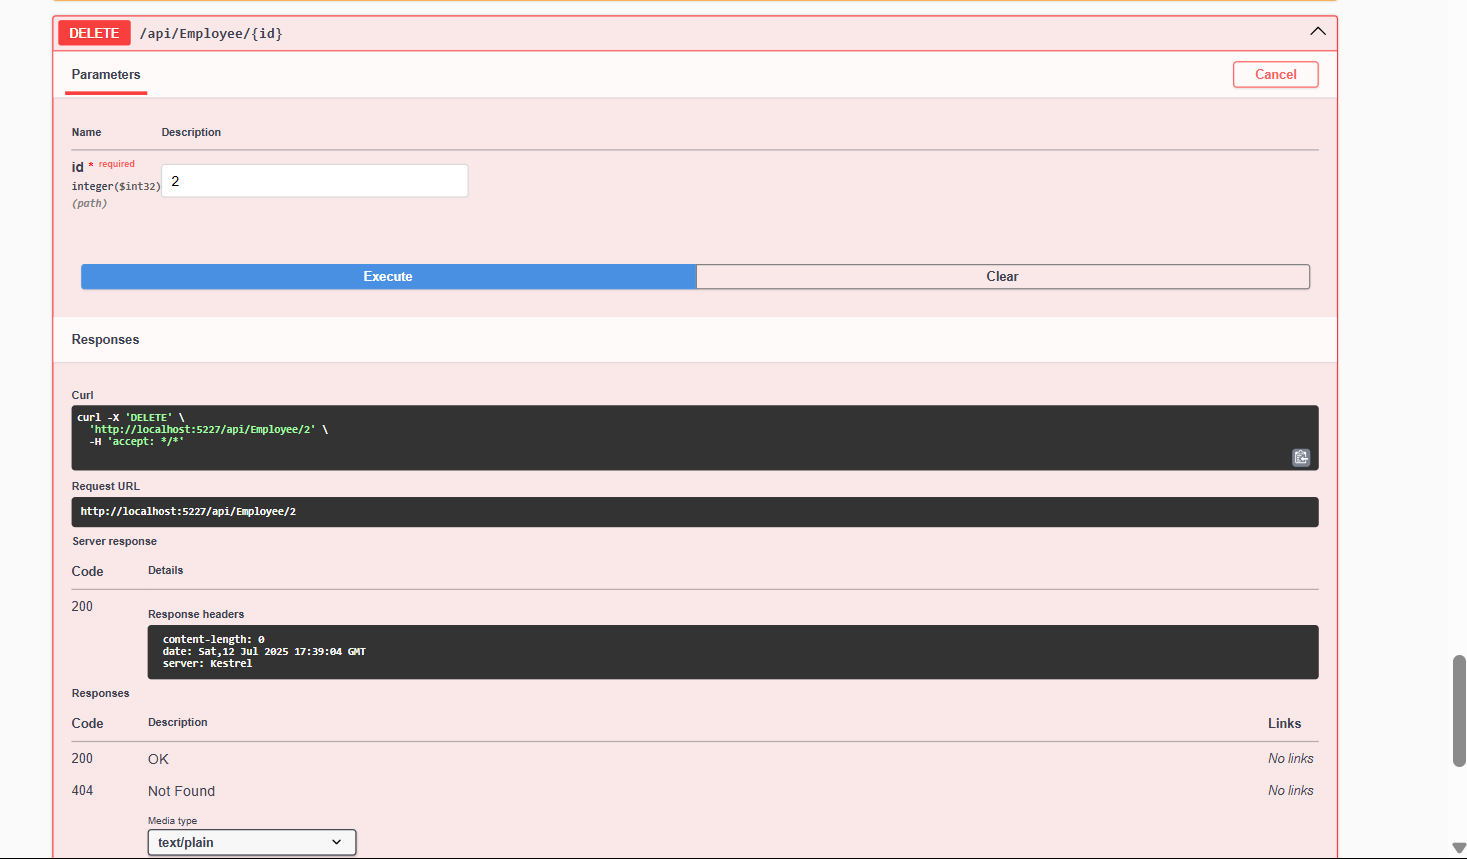 DELETE /api/Employee/{id}
Parameters
Cancel
Name Description
id * required
integer($int32)
(path)
2
Execute Clear
Responses
Curl
curl -X 'DELETE' \
'http://localhost:5227/api/Employee/2' \
-H 'accept: */*'
Request URL
http://localhost:5227/api/Employee/2
Server response
Code Details
200
Response headers
content-length: 0
date: Sat,12 Jul 2025 17:39:04 GMT
server: Kestrel
Responses
Code Description Links
200 OK No links
404 Not Found No links
Media type
text/plain